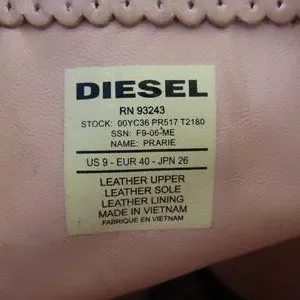 DIESEL
RN 93243
STOCK: 00YC36 PR517 T2180
SSN: F9-06-ME
NAME: PRARIE
US 9 - EUR 40 - JPN 26
LEATHER UPPER
LEATHER SOLE
LEATHER LINING
MADE IN VIETNAM
FABRIQUE EN VIETNAM